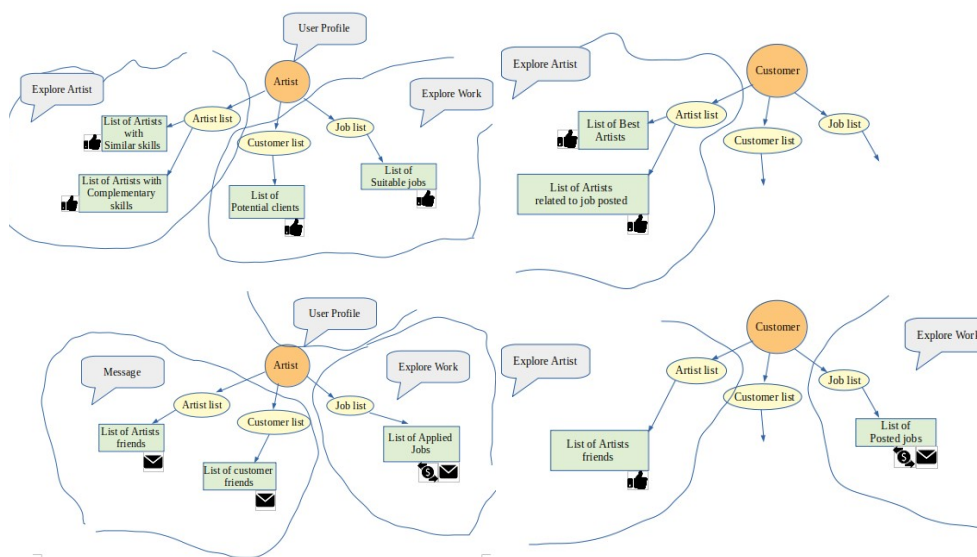 User Profile
Explore Artist
Artist
Explore Work
Artist list
List of Artists
with
Similar skills
Customer list
Job list
List of Artists with
Complementary
skills
List of
Potential clients
List of
Suitable jobs
Explore Artist
Customer
Artist list
List of Best
Artists
Customer list
Job list
List of Artists
related to job posted
User Profile
Message
Artist
Explore Work
Artist list
Job list
List of Artists
friends
Customer list
List of Applied
Jobs
List of customer
friends
Explore Artist
Customer
Explore Work
Artist list
Customer list
Job list
List of Artists
friends
List of
Posted jobs
$
$